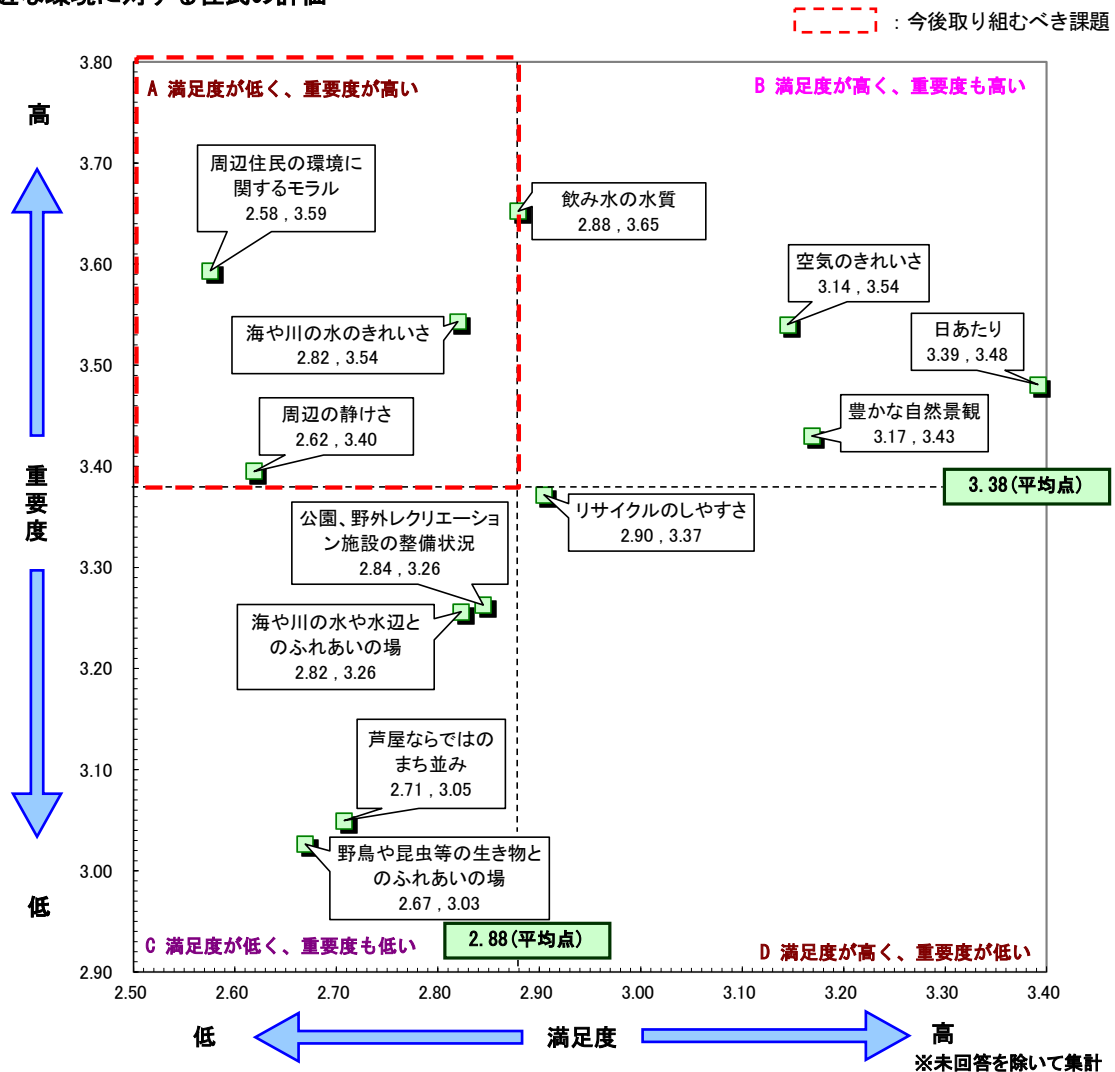 近な環境に対する住民の評価
：今後取り組むべき課題
3.80
3.70
3.60
3.50
3.40
3.30
3.20
3.10
3.00
2.90
高
重要度
低
A 満足度が低く、重要度が高い
B 満足度が高く、重要度も高い
周辺住民の環境に
関するモラル
2.58 , 3.59
飲み水の水質
2.88 , 3.65
空気のきれいさ
3.14 , 3.54
海や川の水のきれいさ
2.82 , 3.54
日あたり
3.39 , 3.48
周辺の静けさ
2.62 , 3.40
豊かな自然景観
3.17 , 3.43
3.38(平均点)
公園、野外レクリエーショ
ン施設の整備状況
2.84 , 3.26
リサイクルのしやすさ
2.90 , 3.37
海や川の水や水辺と
のふれあいの場
2.82 , 3.26
芦屋ならではの
まち並み
2.71 , 3.05
野鳥や昆虫等の生き物と
のふれあいの場
2.67 , 3.03
C 満足度が低く、重要度も低い
2.88(平均点)
D 満足度が高く、重要度が低い
2.50
2.60
2.70
2.80
2.90
3.00
3.10
3.20
3.30
3.40
低
満足度
高
※未回答を除いて集計